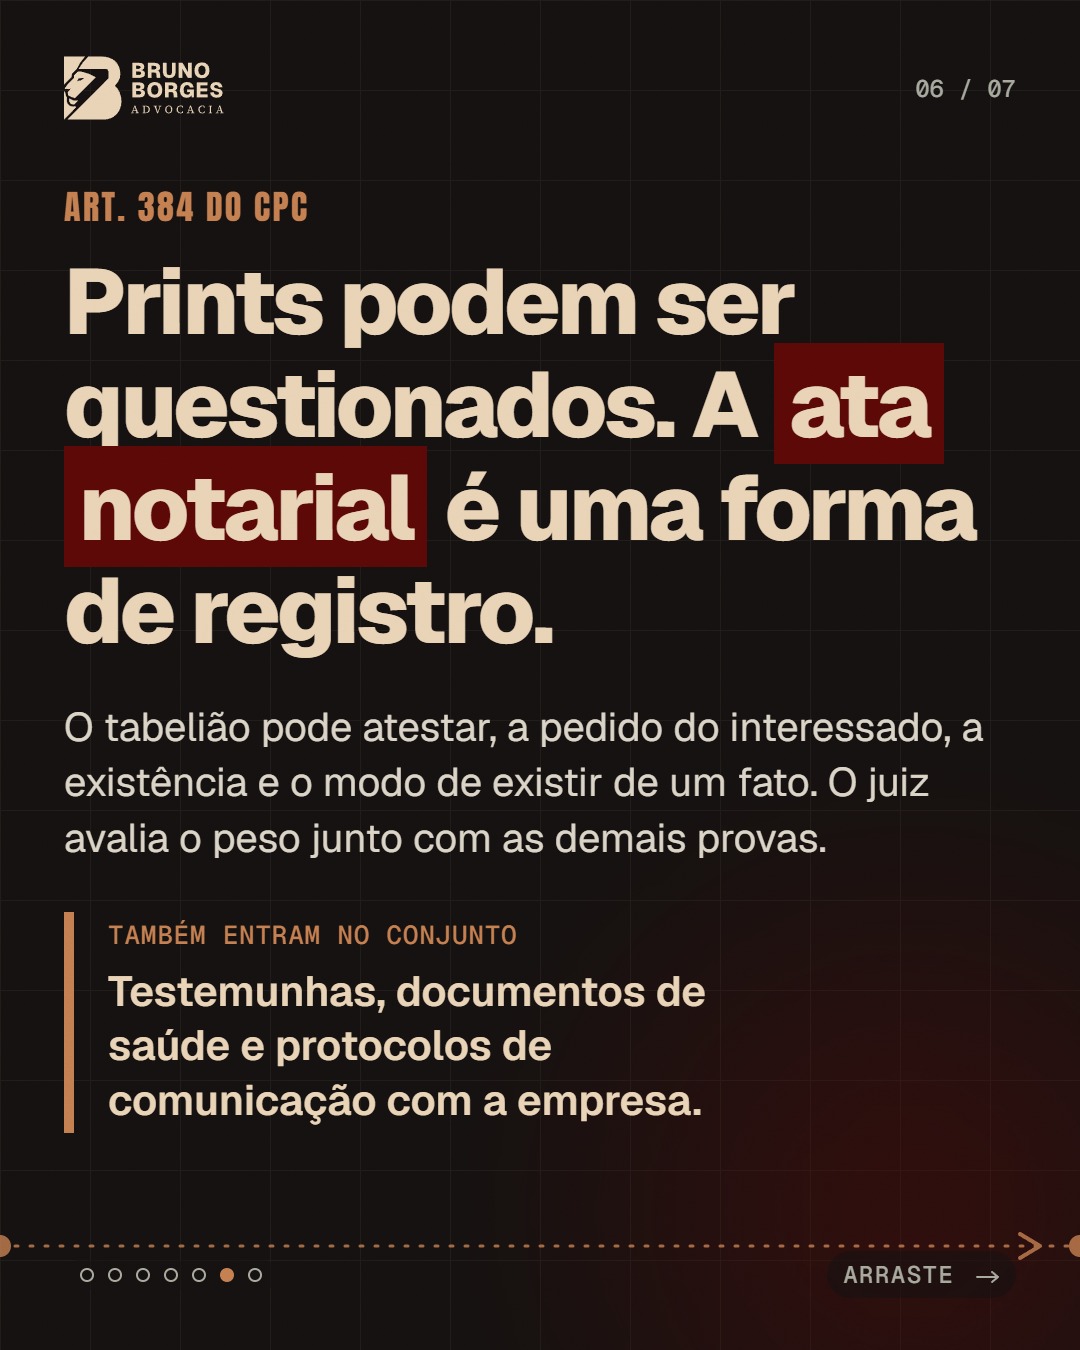 BRUNO
BORGES
ADVOCACIA
06 / 07
ART. 384 DO CPC
Prints podem ser
questionados. A ata
notarial é uma forma
de registro.
O tabelião pode atestar, a pedido do interessado, a
existência e o modo de existir de um fato. O juiz
avalia o peso junto com as demais provas.
TAMBÉM ENTRAM NO CONJUNTO
Testemunhas, documentos de
saúde e protocolos de
comunicação com a empresa.
ARRASTE →